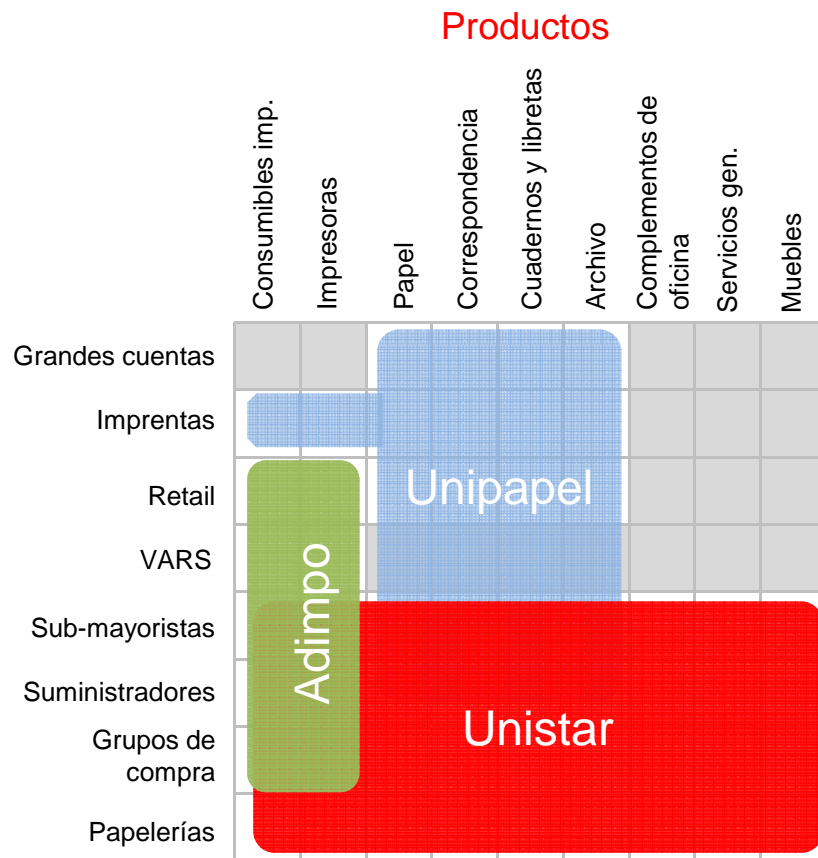 Productos
Consumibles imp.
Impresoras
Papel
Correspondencia
Cuadernos y libretas
Archivo
Complementos de
oficina
Servicios gen.
Muebles
Grandes cuentas
Imprentas
Retail
VARS
Sub-mayoristas
Suministradores
Grupos de
compra
Papelerías
Unipapel
Adimpo
Unistar